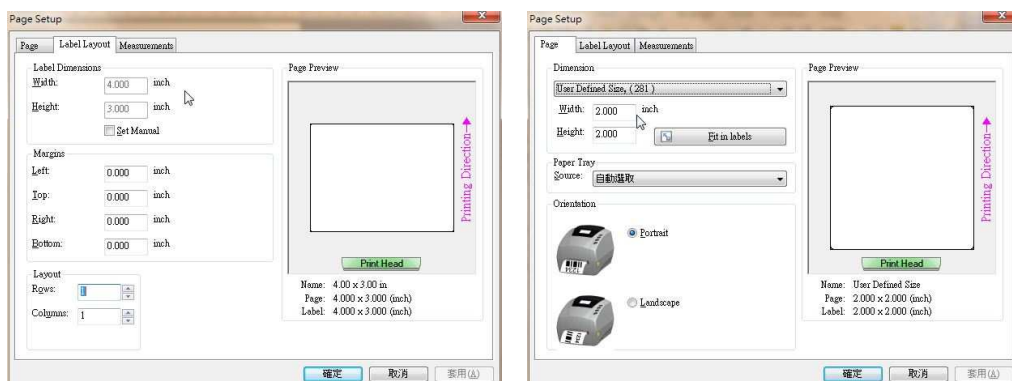 Page Setup
Page Label Layout Measurements
Label Dimensions
Width: 4.000 inch
Height: 3.000 inch
Set Manual
Margins
Left: 0.000 inch
Top: 0.000 inch
Right: 0.000 inch
Bottom: 0.000 inch
Layout
Rows: 1
Columns: 1
Page Preview
Printing Direction
Print Head
Name: 4.00 x 3.00 in
Page: 4.000 x 3.000 (inch)
Label: 4.000 x 3.000 (inch)
確定 取消 套用(A)
Page Setup
Page Label Layout Measurements
Dimension
User Defined Size, ( 281 )
Width: 2.000 inch
Height: 2.000 Fit in labels
Paper Tray
Source: 自動選取
Orientation
Portrait
Landscape
Page Preview
Printing Direction
Print Head
Name: User Defined Size
Page: 2.000 x 2.000 (inch)
Label: 2.000 x 2.000 (inch)
確定 取消 套用(A)